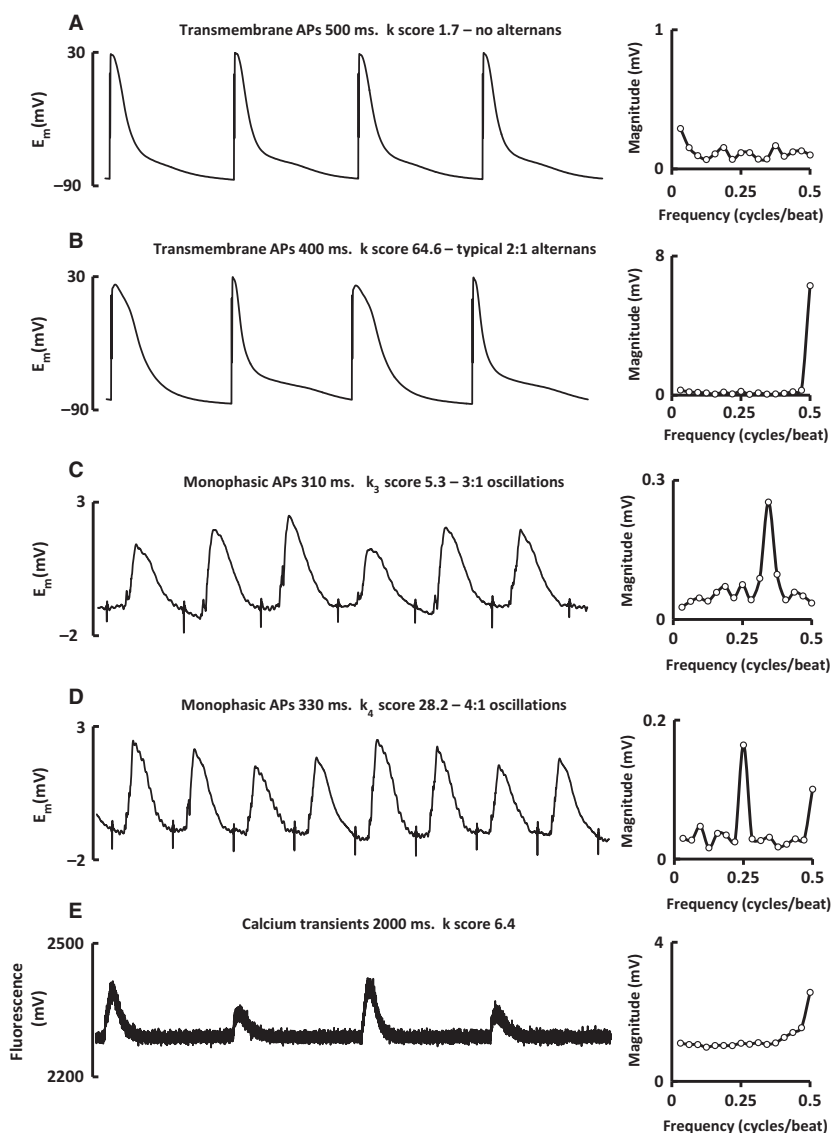 A
Transmembrane APs 500 ms. k score 1.7 – no alternans
30
Em(mV)
–90
1
Magnitude (mV)
0
0 0.25 0.5
Frequency (cycles/beat)
B
Transmembrane APs 400 ms. k score 64.6 – typical 2:1 alternans
30
Em(mV)
–90
8
Magnitude (mV)
0
0 0.25 0.5
Frequency (cycles/beat)
C
Monophasic APs 310 ms. k3 score 5.3 – 3:1 oscillations
3
Em(mV)
–2
0.3
Magnitude (mV)
0
0 0.25 0.5
Frequency (cycles/beat)
D
Monophasic APs 330 ms. k4 score 28.2 – 4:1 oscillations
3
Em(mV)
–2
0.2
Magnitude (mV)
0
0 0.25 0.5
Frequency (cycles/beat)
E
Calcium transients 2000 ms. k score 6.4
2500
Fluorescence
(mV)
2200
4
Magnitude (mV)
0
0 0.25 0.5
Frequency (cycles/beat)